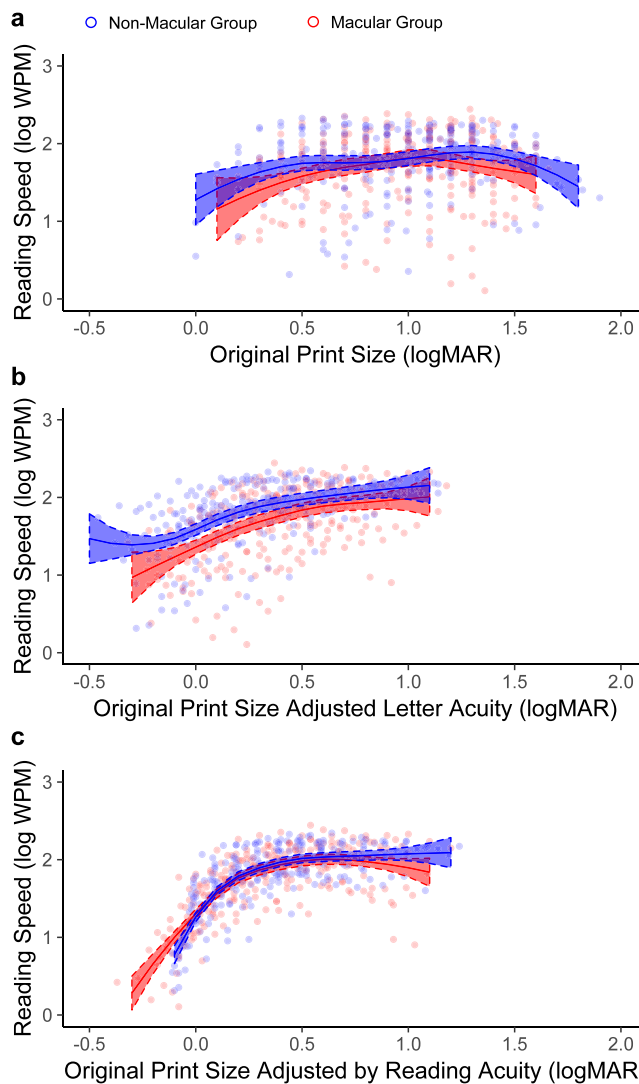 a
Non-Macular Group
Macular Group
Reading Speed (log WPM)
3
2
1
0
-0.5 0.0 0.5 1.0 1.5 2.0
Original Print Size (logMAR)
b
Reading Speed (log WPM)
3
2
1
0
-0.5 0.0 0.5 1.0 1.5 2.0
Original Print Size Adjusted Letter Acuity (logMAR)
c
Reading Speed (log WPM)
3
2
1
0
-0.5 0.0 0.5 1.0 1.5 2.0
Original Print Size Adjusted by Reading Acuity (logMAR